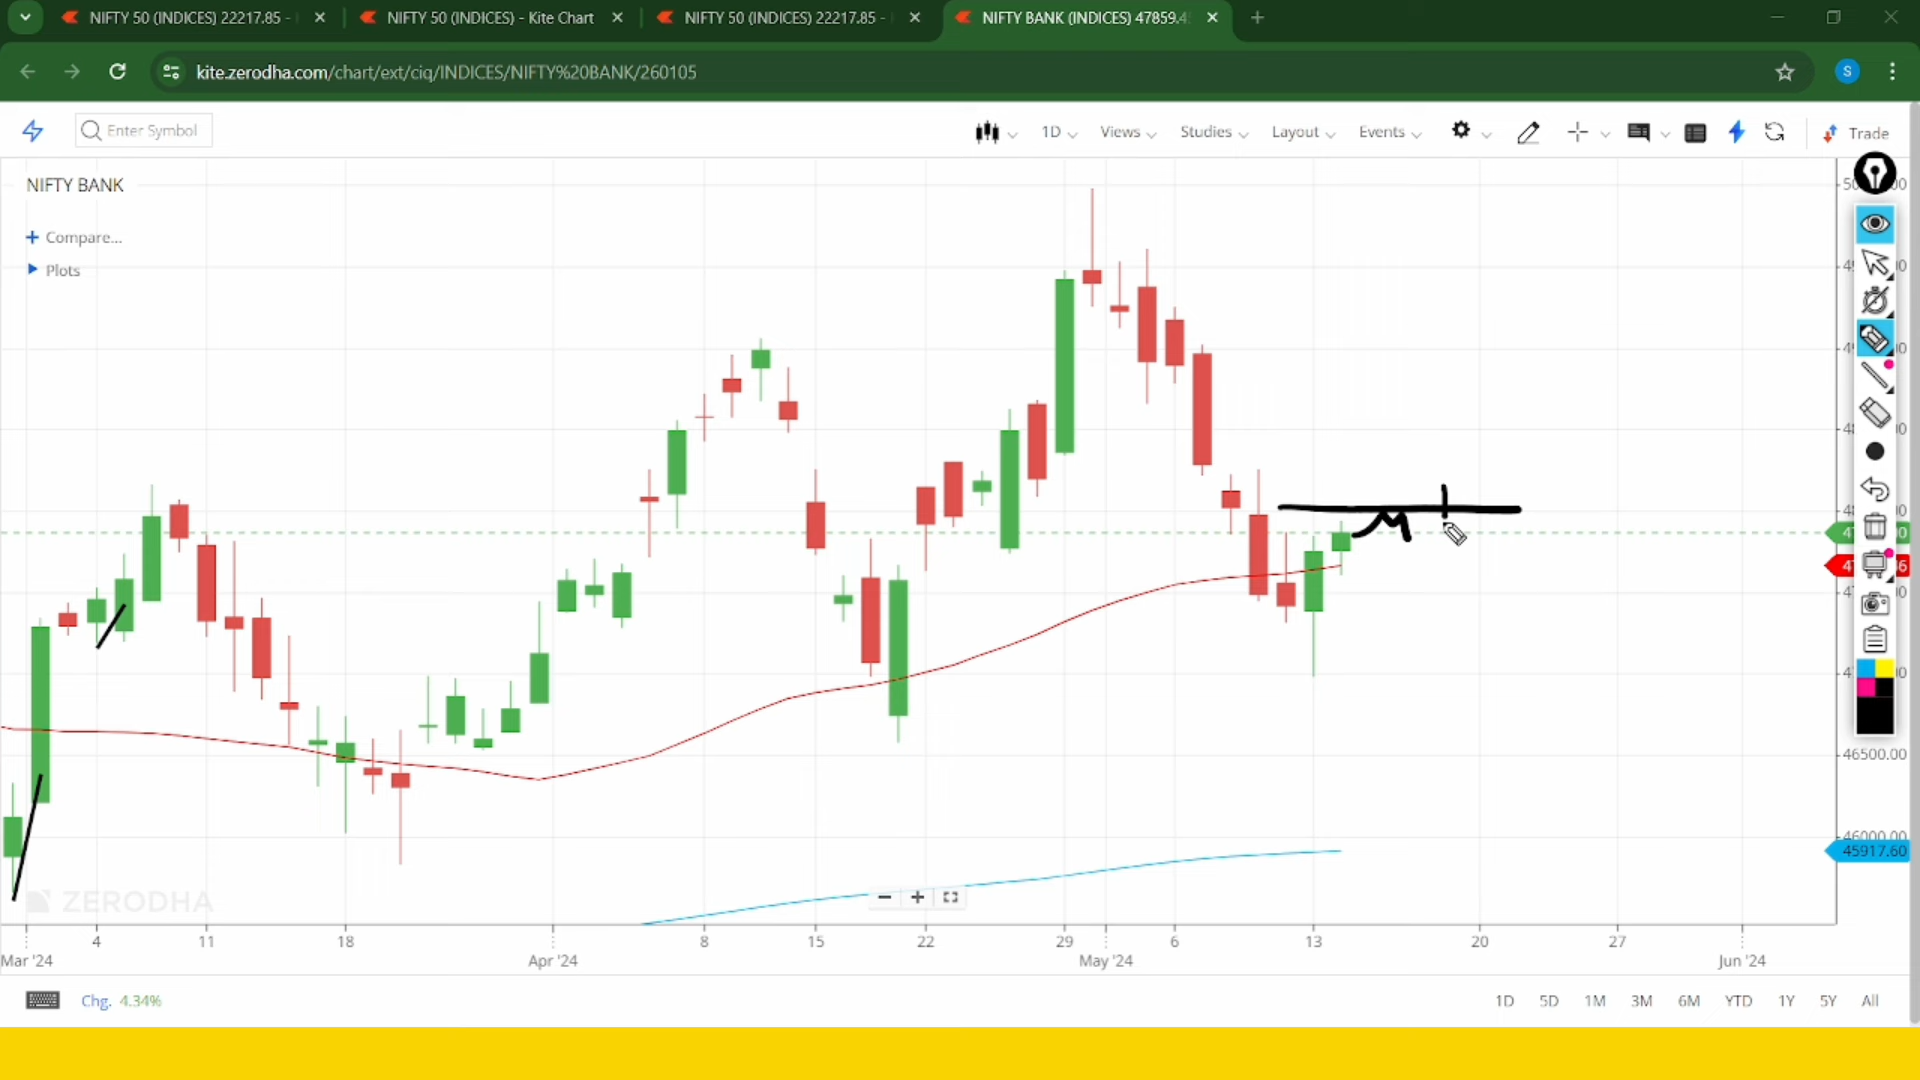 NIFTY 50 (INDICES) 22217.85 -
NIFTY 50 (INDICES) - Kite Chart
NIFTY 50 (INDICES) 22217.85 -
NIFTY BANK (INDICES) 47859.4
kite.zerodha.com/chart/ext/ciq/INDICES/NIFTY%20BANK/260105
S
Enter Symbol
1D
Views
Studies
Layout
Events
Trade
NIFTY BANK
Compare...
Plots
46500.00
46000.00
45917.60
ZERODHA
4 11 18 8 15 22 29 6 13 20 27
Mar '24 Apr '24 May '24 Jun '24
Chg. 4.34%
1D 5D 1M 3M 6M YTD 1Y 5Y All